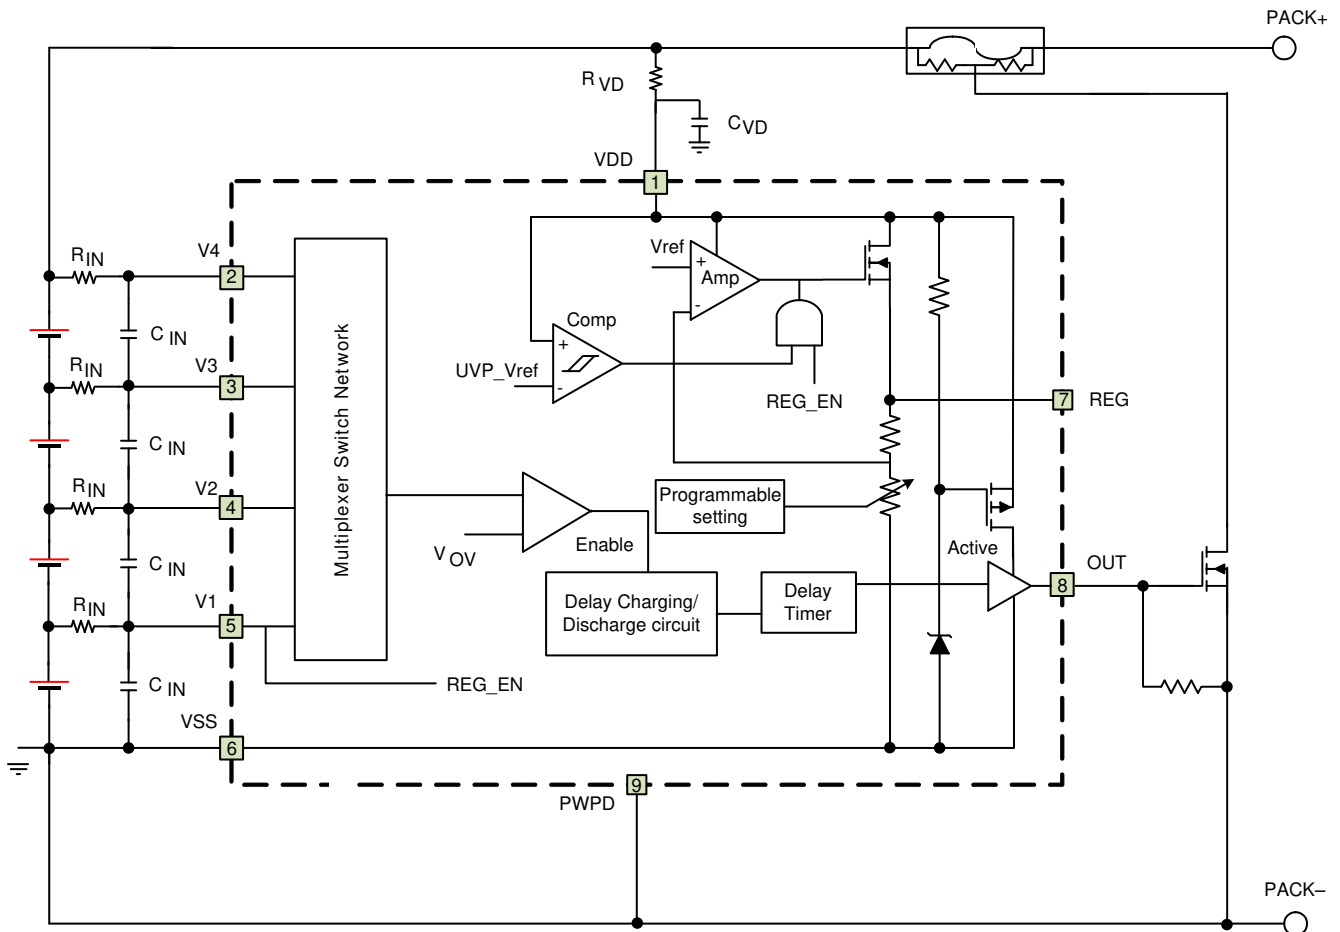 PACK+
R VD
C VD
VDD
1
Vref
+
Amp
-
R IN
V4
2
Comp
+
-
UVP_Vref
C IN
R IN
V3
3
REG_EN
7
REG
Multiplexer Switch Network
C IN
R IN
V2
4
Programmable
setting
V OV
Enable
Active
OUT
8
C IN
R IN
V1
5
Delay Charging/
Discharge circuit
Delay
Timer
C IN
REG_EN
VSS
6
9
PWPD
PACK–